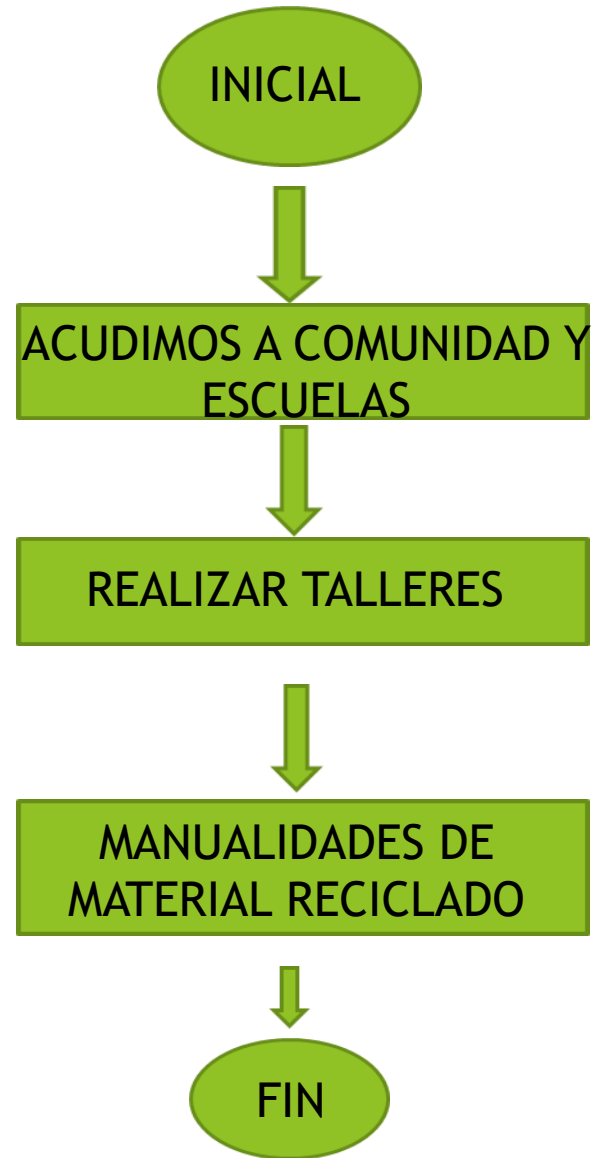 INICIAL
ACUDIMOS A COMUNIDAD Y
ESCUELAS
REALIZAR TALLERES
MANUALIDADES DE
MATERIAL RECICLADO
FIN